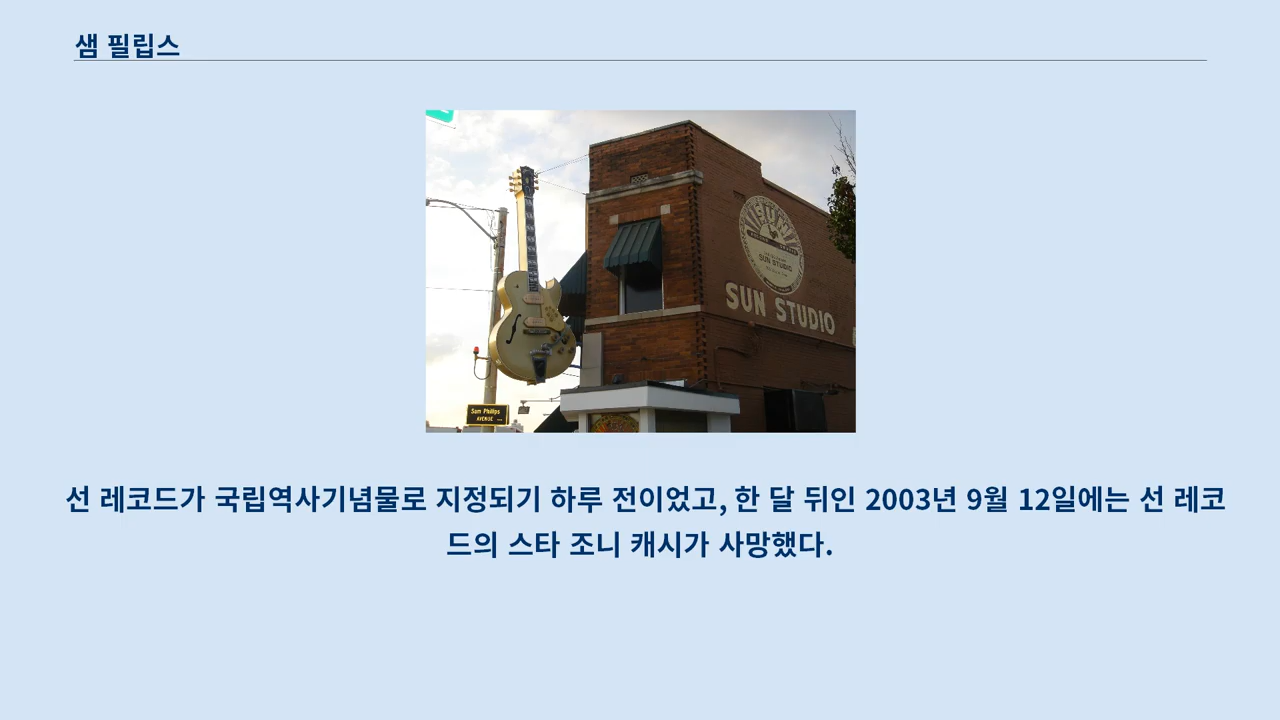 샘 필립스
SUN
SUN STUDIO
SUN STUDIO
Sam Phillips
AVENUE
선 레코드가 국립역사기념물로 지정되기 하루 전이었고, 한 달 뒤인 2003년 9월 12일에는 선 레코
드의 스타 조니 캐시가 사망했다.